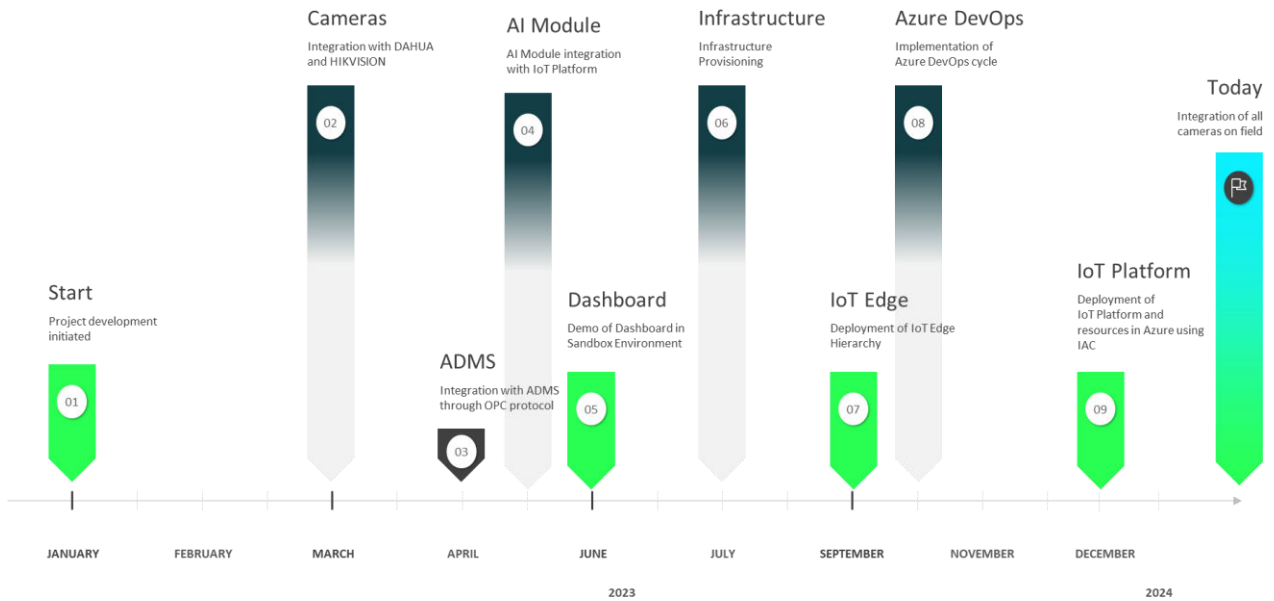 Cameras
Integration with DAHUA
and HIKVISION
02
AI Module
AI Module integration
with IoT Platform
04
Infrastructure
Infrastructure
Provisioning
06
Azure DevOps
Implementation of
Azure DevOps cycle
08
Today
Integration of all
cameras on field
Start
Project development
initiated
01
ADMS
Integration with ADMS
through OPC protocol
03
Dashboard
Demo of Dashboard in
Sandbox Environment
05
IoT Edge
Deployment of IoT Edge
Hierarchy
07
IoT Platform
Deployment of
IoT Platform and
resources in Azure using
IAC
09
JANUARY
FEBRUARY
MARCH
APRIL
JUNE
JULY
SEPTEMBER
NOVEMBER
DECEMBER
2023
2024